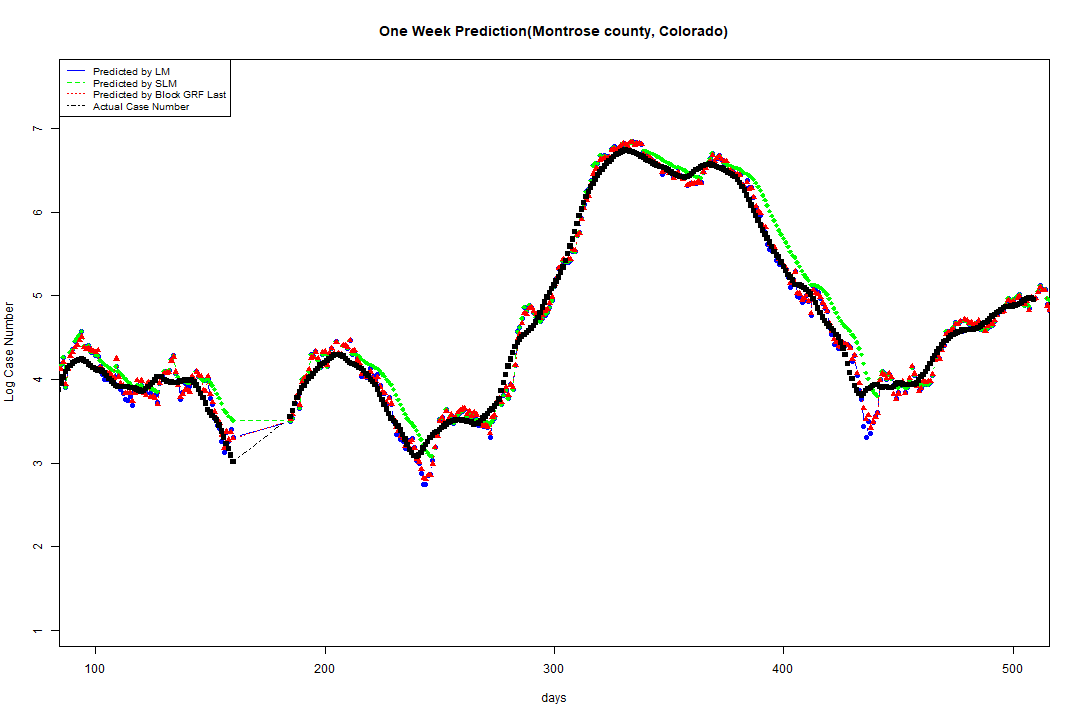 One Week Prediction(Montrose county, Colorado)
Predicted by LM
Predicted by SLM
Predicted by Block GRF Last
Actual Case Number
Log Case Number
7
6
5
4
3
2
1
100 200 300 400 500
days